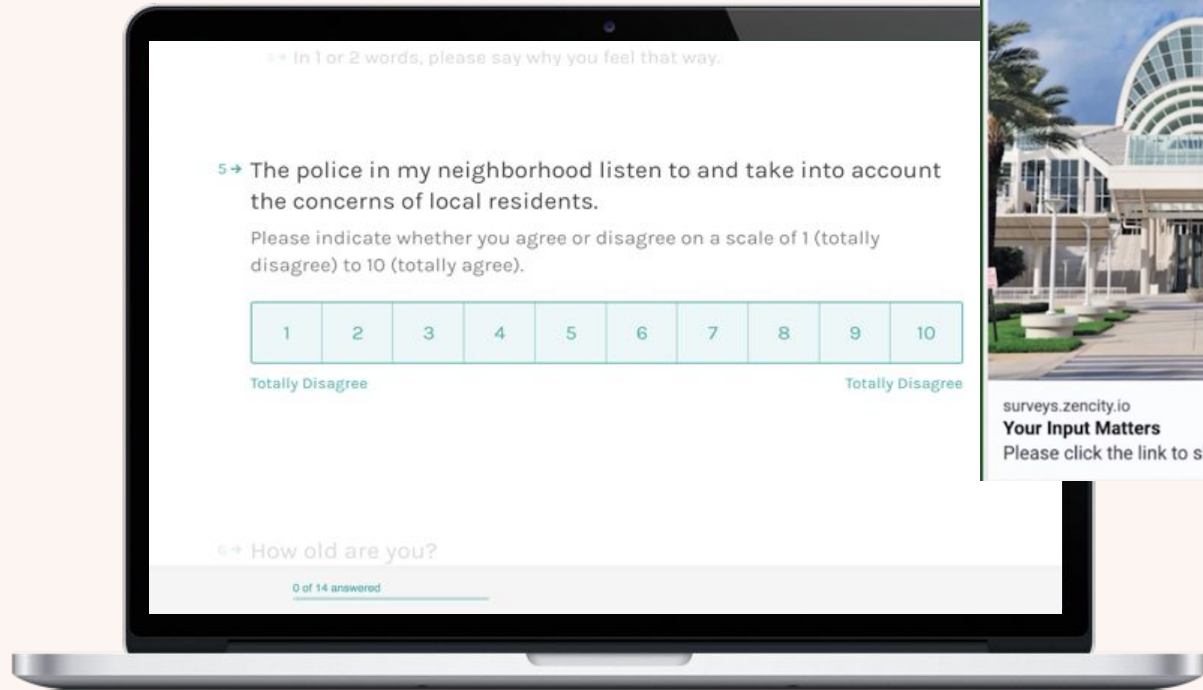 3→ In 1 or 2 words, please say why you feel that way.
5→ The police in my neighborhood listen to and take into account
the concerns of local residents.
Please indicate whether you agree or disagree on a scale of 1 (totally
disagree) to 10 (totally agree).
1 2 3 4 5 6 7 8 9 10
Totally Disagree Totally Disagree
6→ How old are you?
0 of 14 answered
surveys.zencity.io
Your Input Matters
Please click the link to s